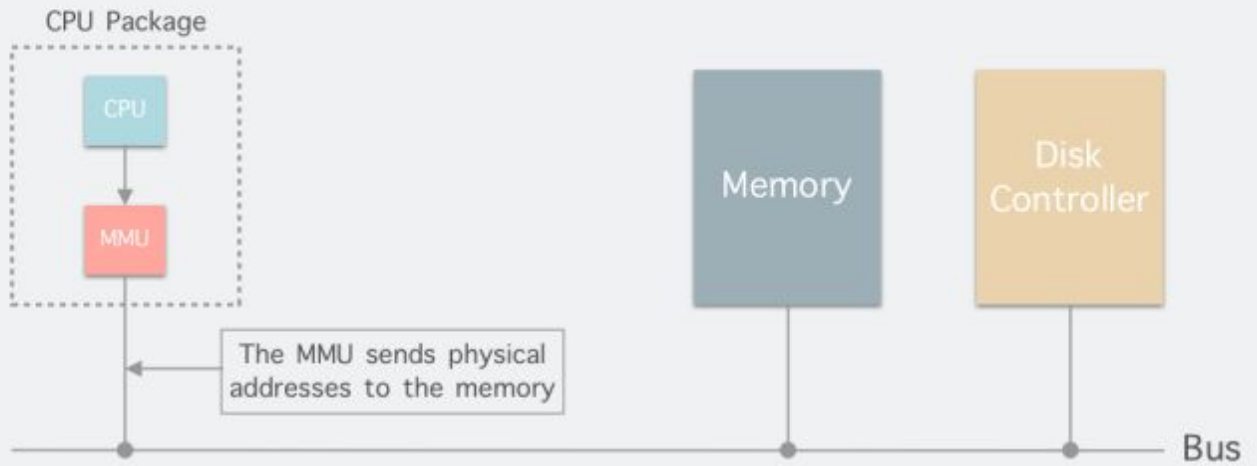 CPU Package
CPU
MMU
The MMU sends physical
addresses to the memory
Memory
Disk
Controller
Bus